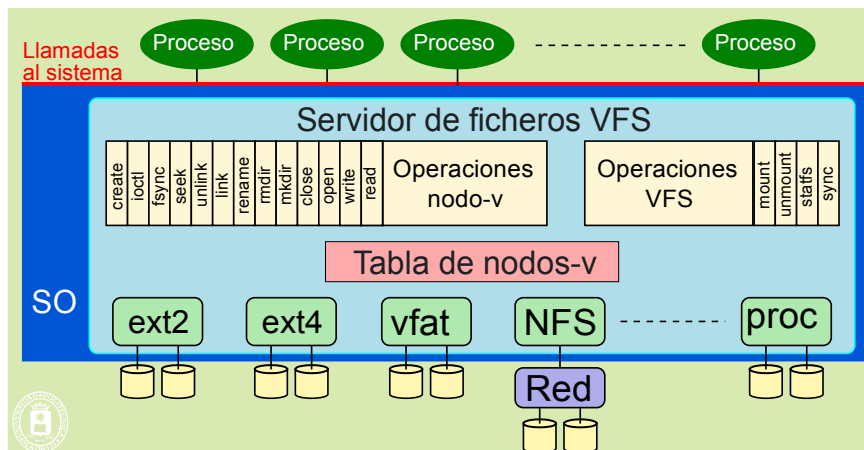 Proceso
Proceso
Proceso
Proceso
Llamadas
al sistema
Servidor de ficheros VFS
create
ioctl
fsync
seek
unlink
link
rename
rmdir
mkdir
close
open
write
read
Operaciones
nodo-v
Operaciones
VFS
mount
unmount
statfs
sync
Tabla de nodos-v
SO
ext2
ext4
vfat
NFS
proc
Red